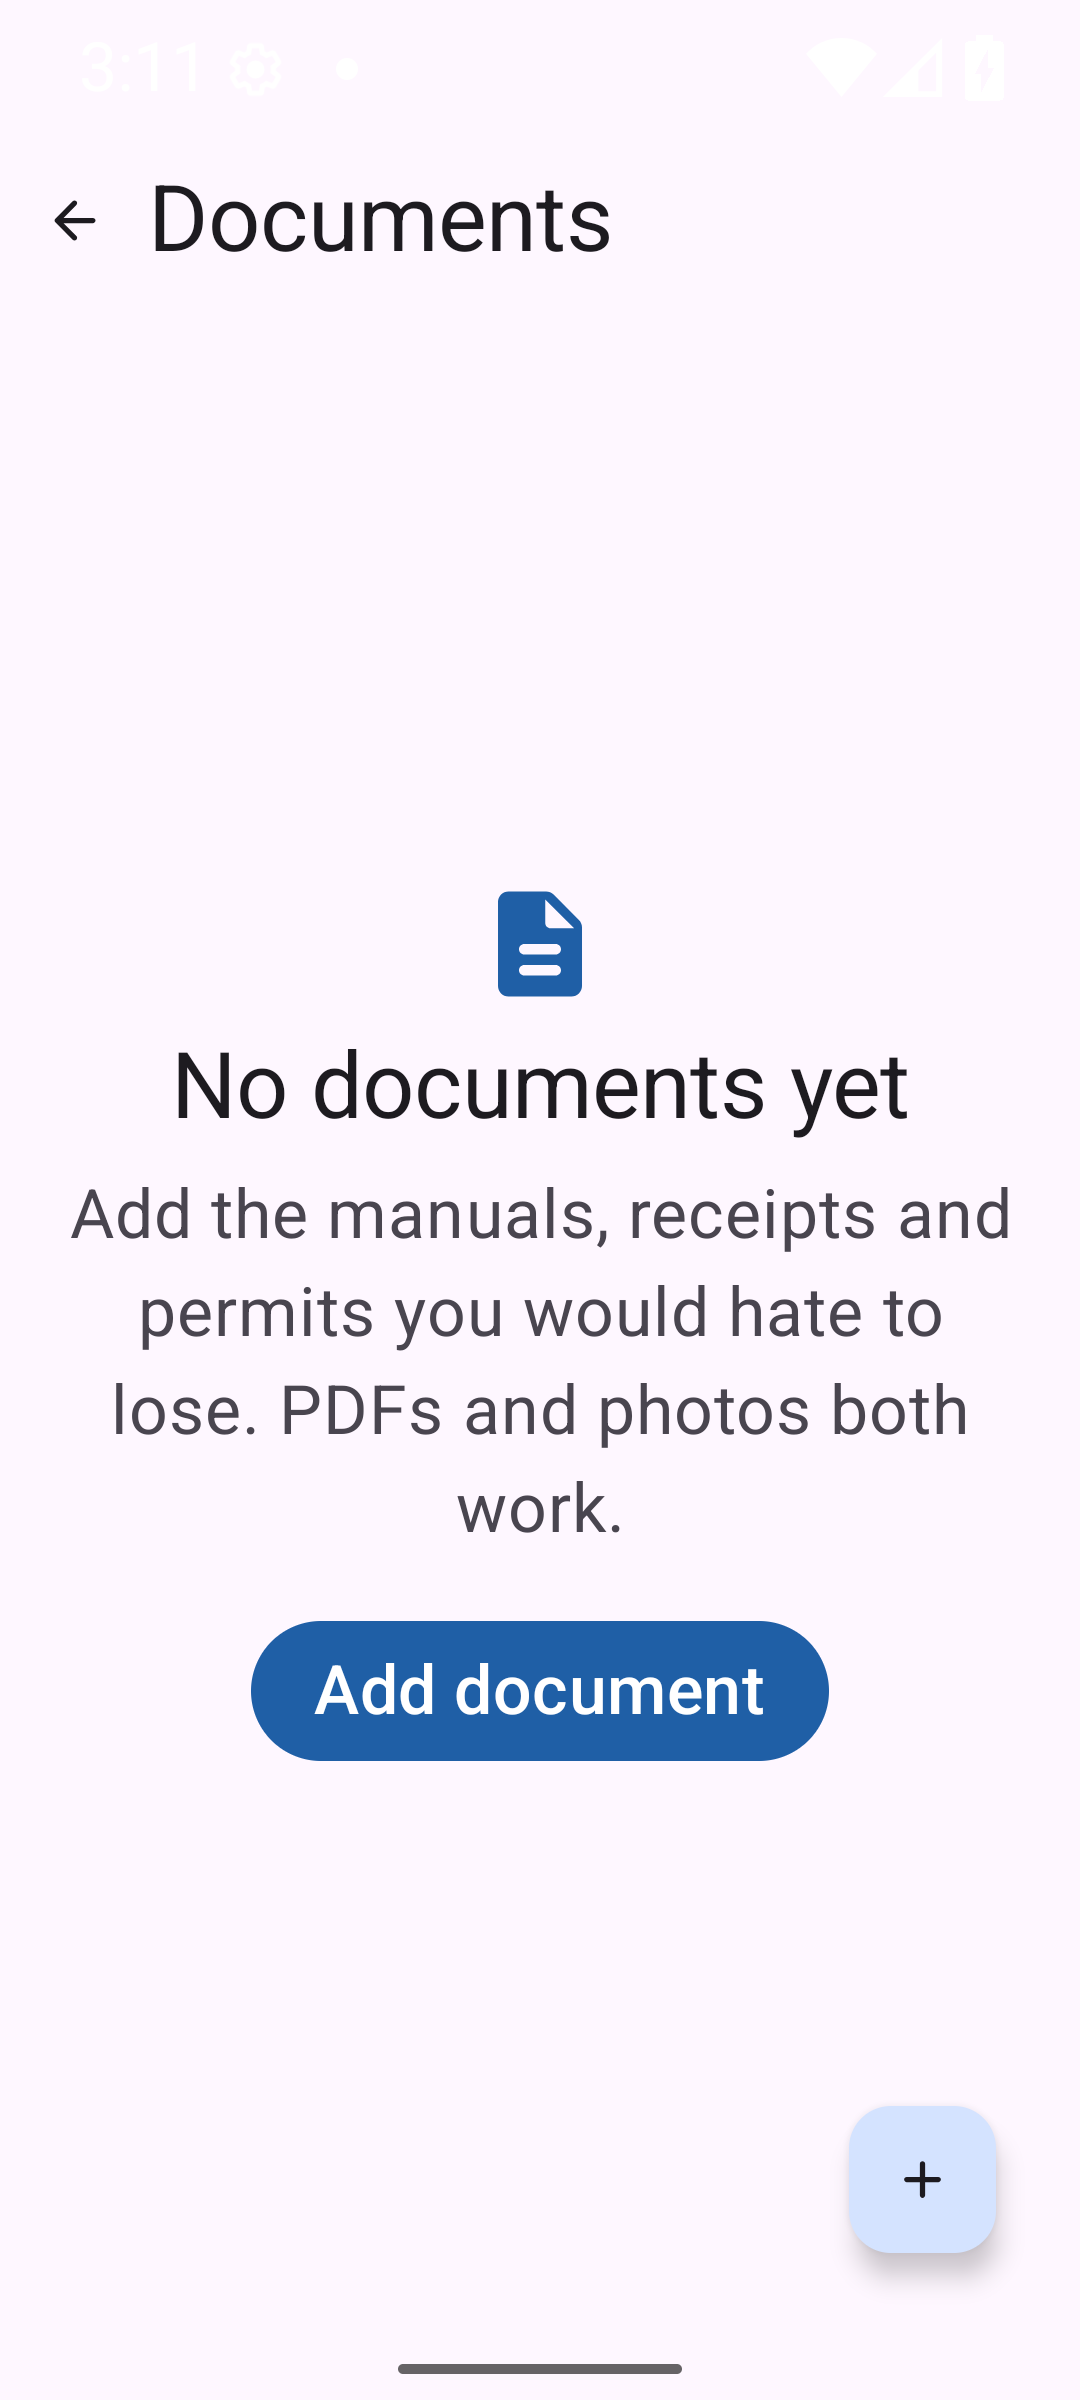 3:11
Documents
No documents yet
Add the manuals, receipts and
permits you would hate to
lose. PDFs and photos both
work.
Add document